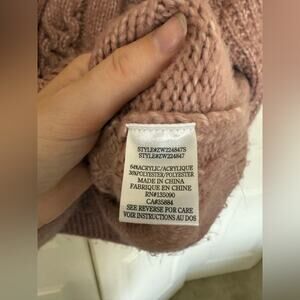 STYLE#ZW224847S
STYLE#ZW224847
64%ACRYLIC/ACRYLIQUE
36%POLYESTER/POLYESTER
MADE IN CHINA
FABRIQUE EN CHINE
RN#135090
CA#35884
SEE REVERSE FOR CARE
VOIR INSTRUCTIONS AU DOS